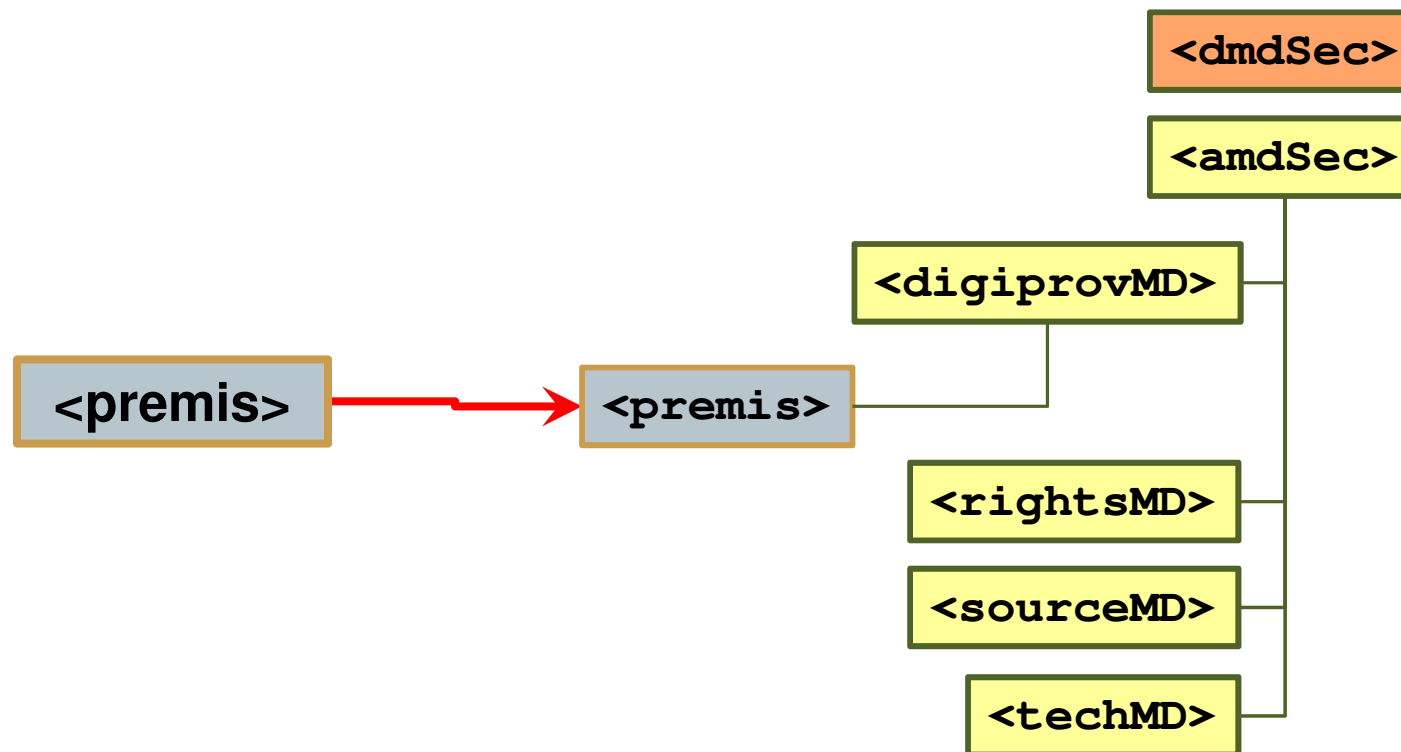 <dmdSec>
<amdSec>
<digiprovMD>
<premis>
<premis>
<rightsMD>
<sourceMD>
<techMD>